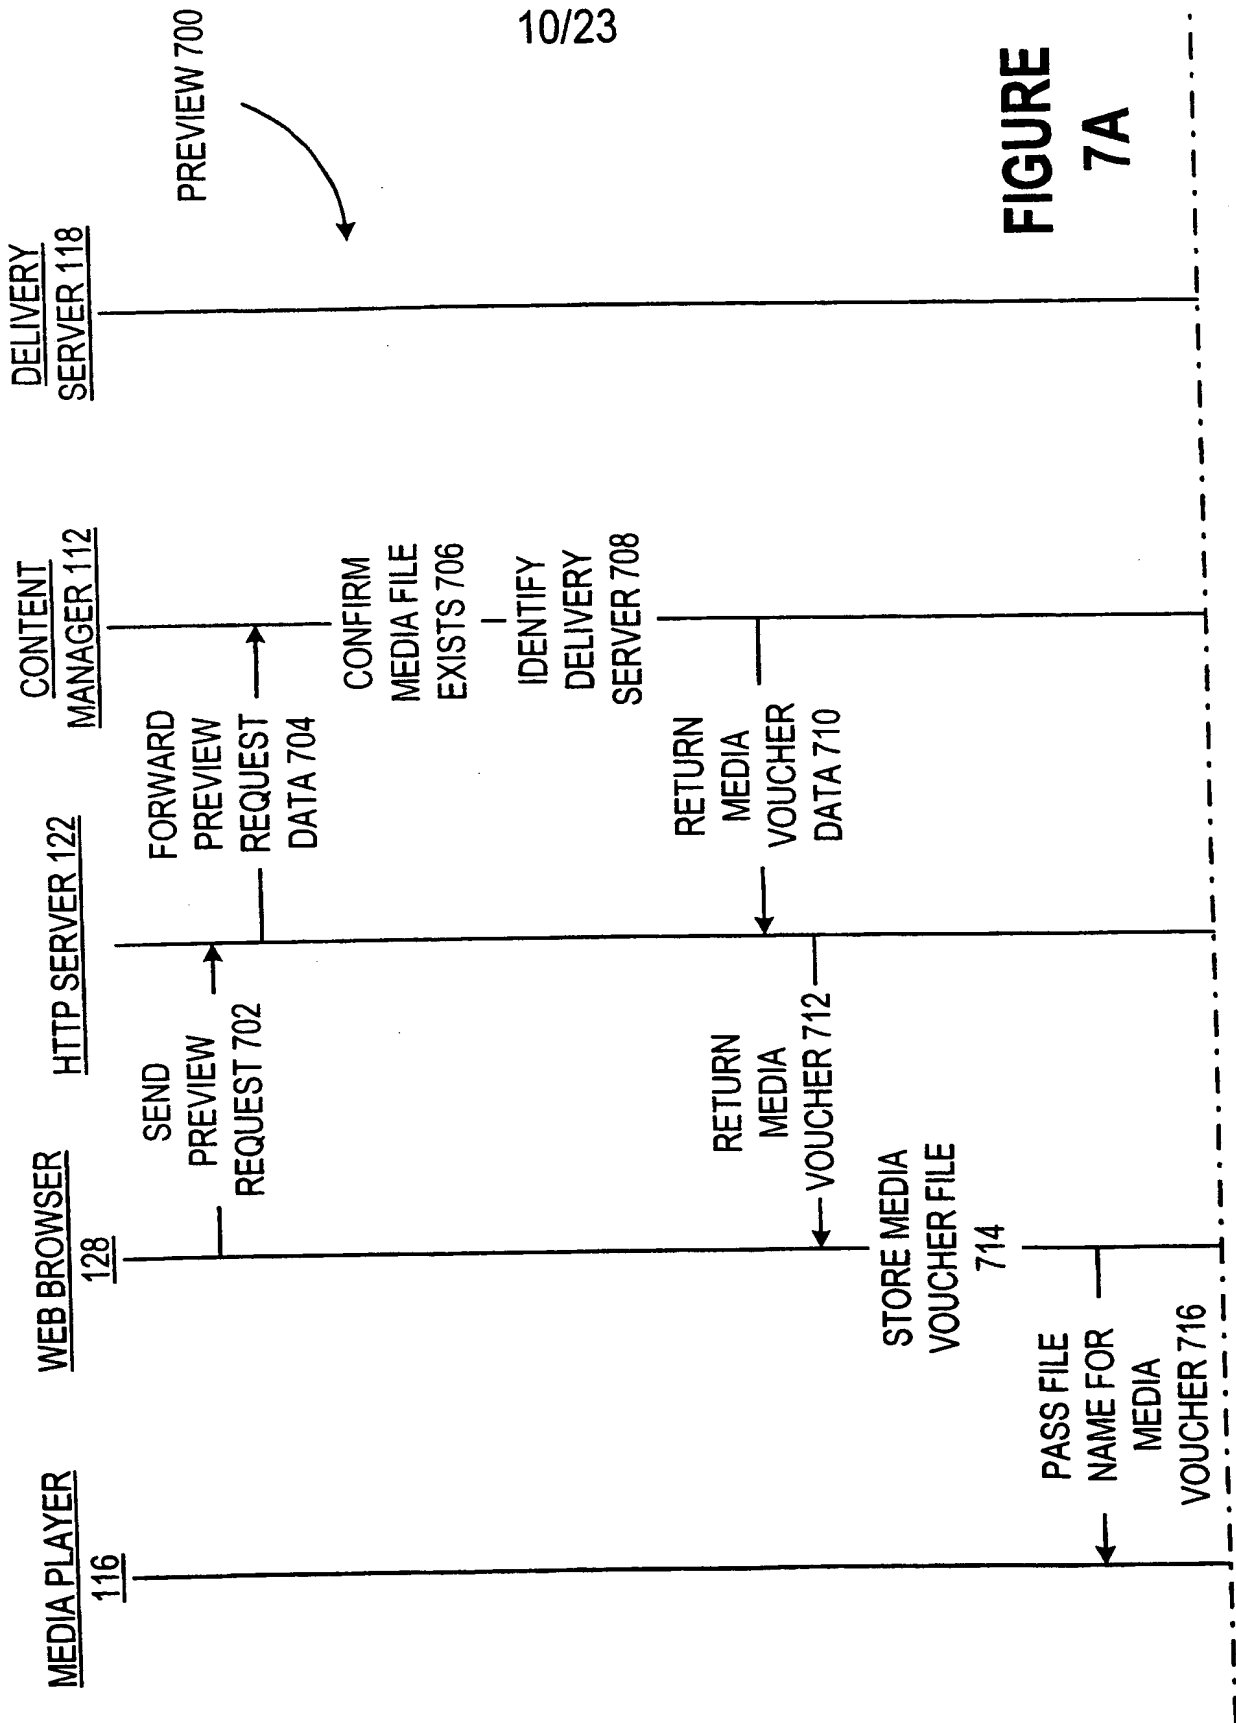 10/23
PREVIEW 700
MEDIA PLAYER
116
WEB BROWSER
128
HTTP SERVER 122
CONTENT
MANAGER 112
DELIVERY
SERVER 118
SEND
PREVIEW
REQUEST 702
FORWARD
PREVIEW
REQUEST
DATA 704
CONFIRM
MEDIA FILE
EXISTS 706
IDENTIFY
DELIVERY
SERVER 708
RETURN
MEDIA
VOUCHER
DATA 710
RETURN
MEDIA
VOUCHER 712
STORE MEDIA
VOUCHER FILE
714
PASS FILE
NAME FOR
MEDIA
VOUCHER 716
FIGURE
7A